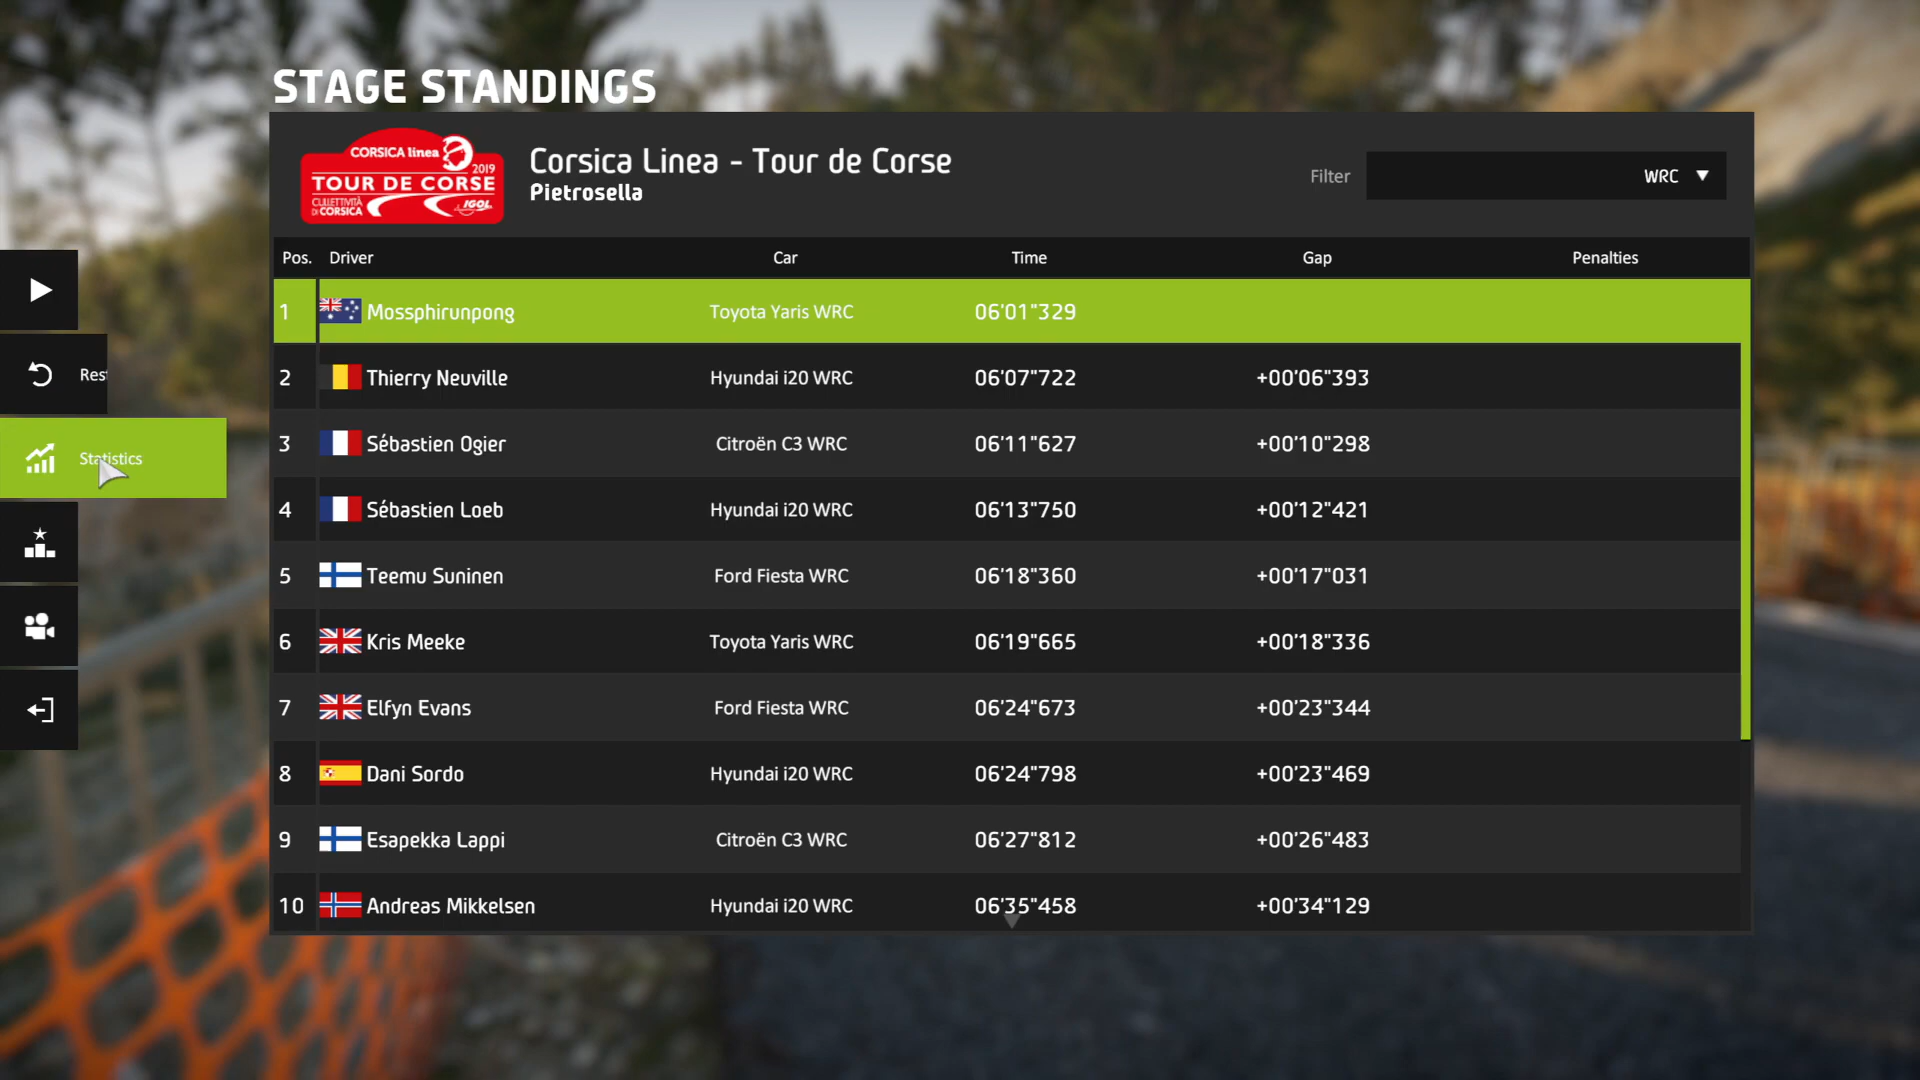 STAGE STANDINGS
CORSICA linea
2019
TOUR DE CORSE
CULLETTIVITÀ
DI CORSICA
IGOL
Corsica Linea - Tour de Corse
Pietrosella
Filter WRC
Pos. Driver Car Time Gap Penalties
1 Mossphirunpong Toyota Yaris WRC 06'01"329
2 Thierry Neuville Hyundai i20 WRC 06'07"722 +00'06"393
3 Sébastien Ogier Citroën C3 WRC 06'11"627 +00'10"298
4 Sébastien Loeb Hyundai i20 WRC 06'13"750 +00'12"421
5 Teemu Suninen Ford Fiesta WRC 06'18"360 +00'17"031
6 Kris Meeke Toyota Yaris WRC 06'19"665 +00'18"336
7 Elfyn Evans Ford Fiesta WRC 06'24"673 +00'23"344
8 Dani Sordo Hyundai i20 WRC 06'24"798 +00'23"469
9 Esapekka Lappi Citroën C3 WRC 06'27"812 +00'26"483
10 Andreas Mikkelsen Hyundai i20 WRC 06'35"458 +00'34"129
Res
Statistics